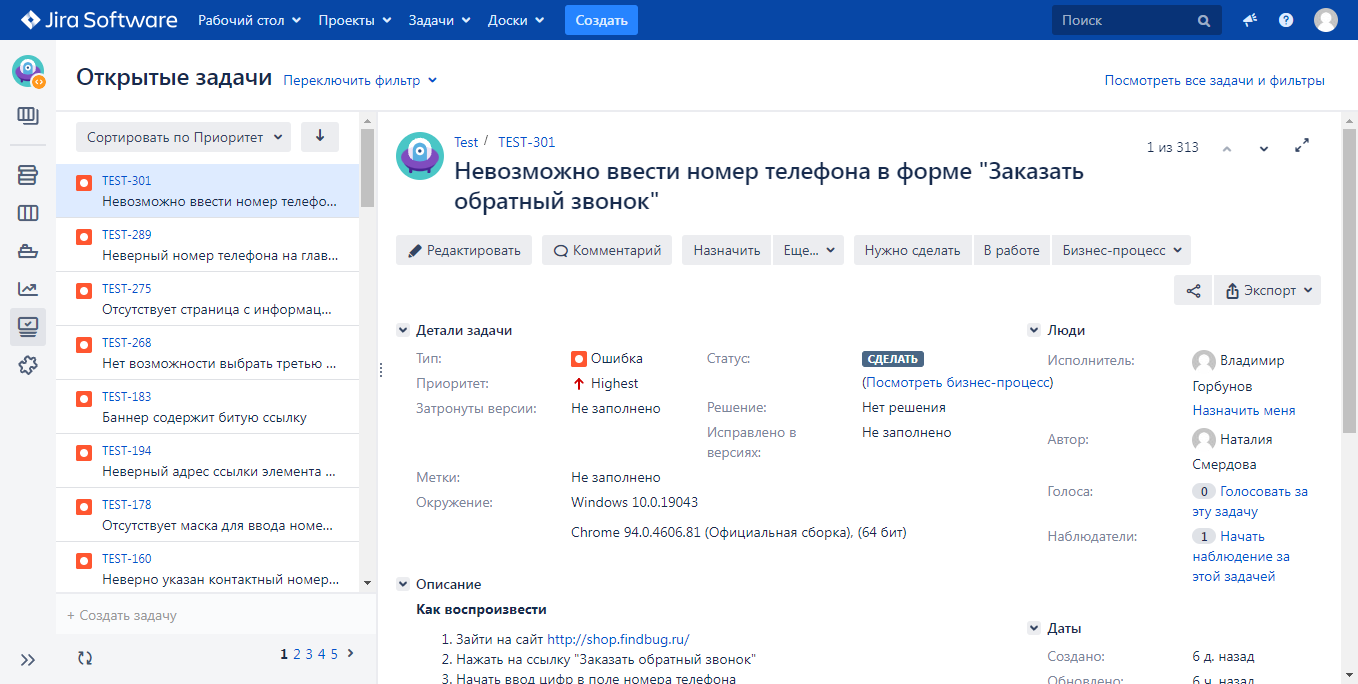 Jira Software Рабочий стол Проекты Задачи Доски Создать Поиск
Открытые задачи Переключить фильтр
Посмотреть все задачи и фильтры
Сортировать по Приоритет
TEST-301
Невозможно ввести номер телефо...
TEST-289
Неверный номер телефона на глав...
TEST-275
Отсутствует страница с информац...
TEST-268
Нет возможности выбрать третью ...
TEST-183
Баннер содержит битую ссылку
TEST-194
Неверный адрес ссылки элемента ...
TEST-178
Отсутствует маска для ввода номе...
TEST-160
Неверно указан контактный номер...
+ Создать задачу
1 2 3 4 5
Test / TEST-301
1 из 313
Невозможно ввести номер телефона в форме "Заказать
обратный звонок"
Редактировать Комментарий Назначить Еще... Нужно сделать В работе Бизнес-процесс
Экспорт
Детали задачи
Тип: Ошибка
Приоритет: Highest
Затронуты версии: Не заполнено
Статус: СДЕЛАТЬ
(Посмотреть бизнес-процесс)
Решение: Нет решения
Исправлено в Не заполнено
версиях:
Метки: Не заполнено
Окружение: Windows 10.0.19043
Chrome 94.0.4606.81 (Официальная сборка), (64 бит)
Описание
Как воспроизвести
1. Зайти на сайт http://shop.findbug.ru/
2. Нажать на ссылку "Заказать обратный звонок"
3. Начать ввод цифр в поле номера телефона
Люди
Исполнитель: Владимир
Горбунов
Назначить меня
Автор: Наталия
Смердова
Голоса: 0 Голосовать за
эту задачу
Наблюдатели: 1 Начать
наблюдение за
этой задачей
Даты
Создано: 6 д. назад
Обновлено: 6 ч. назад